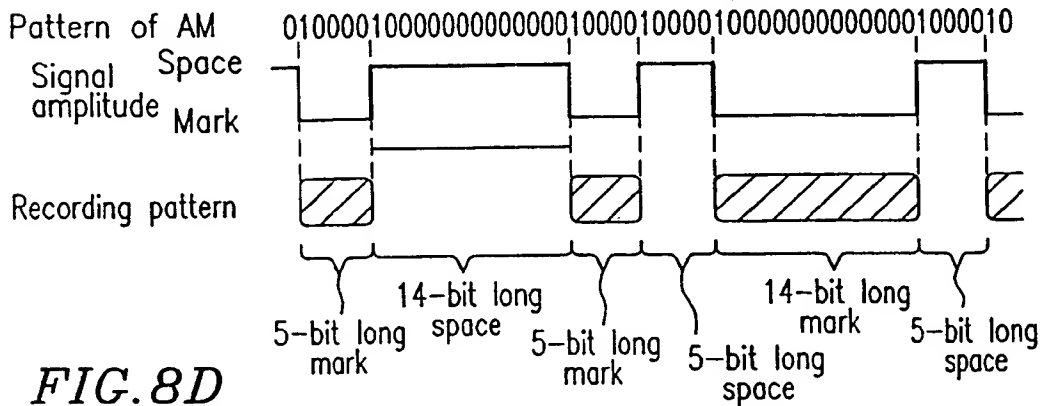 Pattern of AM 010000100000000000001000010000100000000000001000010
Signal amplitude
Space
Mark
Recording pattern
5-bit long mark
14-bit long space
5-bit long mark
5-bit long space
14-bit long mark
5-bit long space
FIG.8D